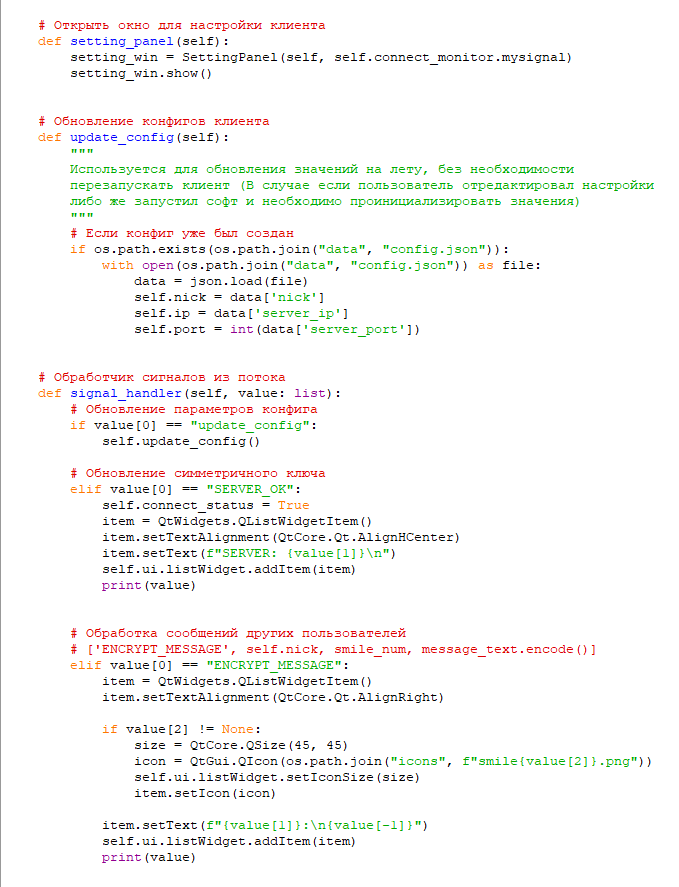 # Открыть окно для настройки клиента
def setting_panel(self):
    setting_win = SettingPanel(self, self.connect_monitor.mysignal)
    setting_win.show()
# Обновление конфигов клиента
def update_config(self):
    """
    Используется для обновления значений на лету, без необходимости
    перезапускать клиент (В случае если пользователь отредактировал настройки
    либо же запустил софт и необходимо проинициализировать значения)
    """
    # Если конфиг уже был создан
    if os.path.exists(os.path.join("data", "config.json")):
        with open(os.path.join("data", "config.json")) as file:
            data = json.load(file)
            self.nick = data['nick']
            self.ip = data['server_ip']
            self.port = int(data['server_port'])
# Обработчик сигналов из потока
def signal_handler(self, value: list):
    # Обновление параметров конфига
    if value[0] == "update_config":
        self.update_config()
    # Обновление симметричного ключа
    elif value[0] == "SERVER_OK":
        self.connect_status = True
        item = QtWidgets.QListWidgetItem()
        item.setTextAlignment(QtCore.Qt.AlignHCenter)
        item.setText(f"SERVER: {value[1]}\n")
        self.ui.listWidget.addItem(item)
        print(value)
    # Обработка сообщений других пользователей
    # ['ENCRYPT_MESSAGE', self.nick, smile_num, message_text.encode()]
    elif value[0] == "ENCRYPT_MESSAGE":
        item = QtWidgets.QListWidgetItem()
        item.setTextAlignment(QtCore.Qt.AlignRight)
        if value[2] != None:
            size = QtCore.QSize(45, 45)
            icon = QtGui.QIcon(os.path.join("icons", f"smile{value[2]}.png"))
            self.ui.listWidget.setIconSize(size)
            item.setIcon(icon)
        item.setText(f"{value[1]}:\n{value[-1]}")
        self.ui.listWidget.addItem(item)
        print(value)